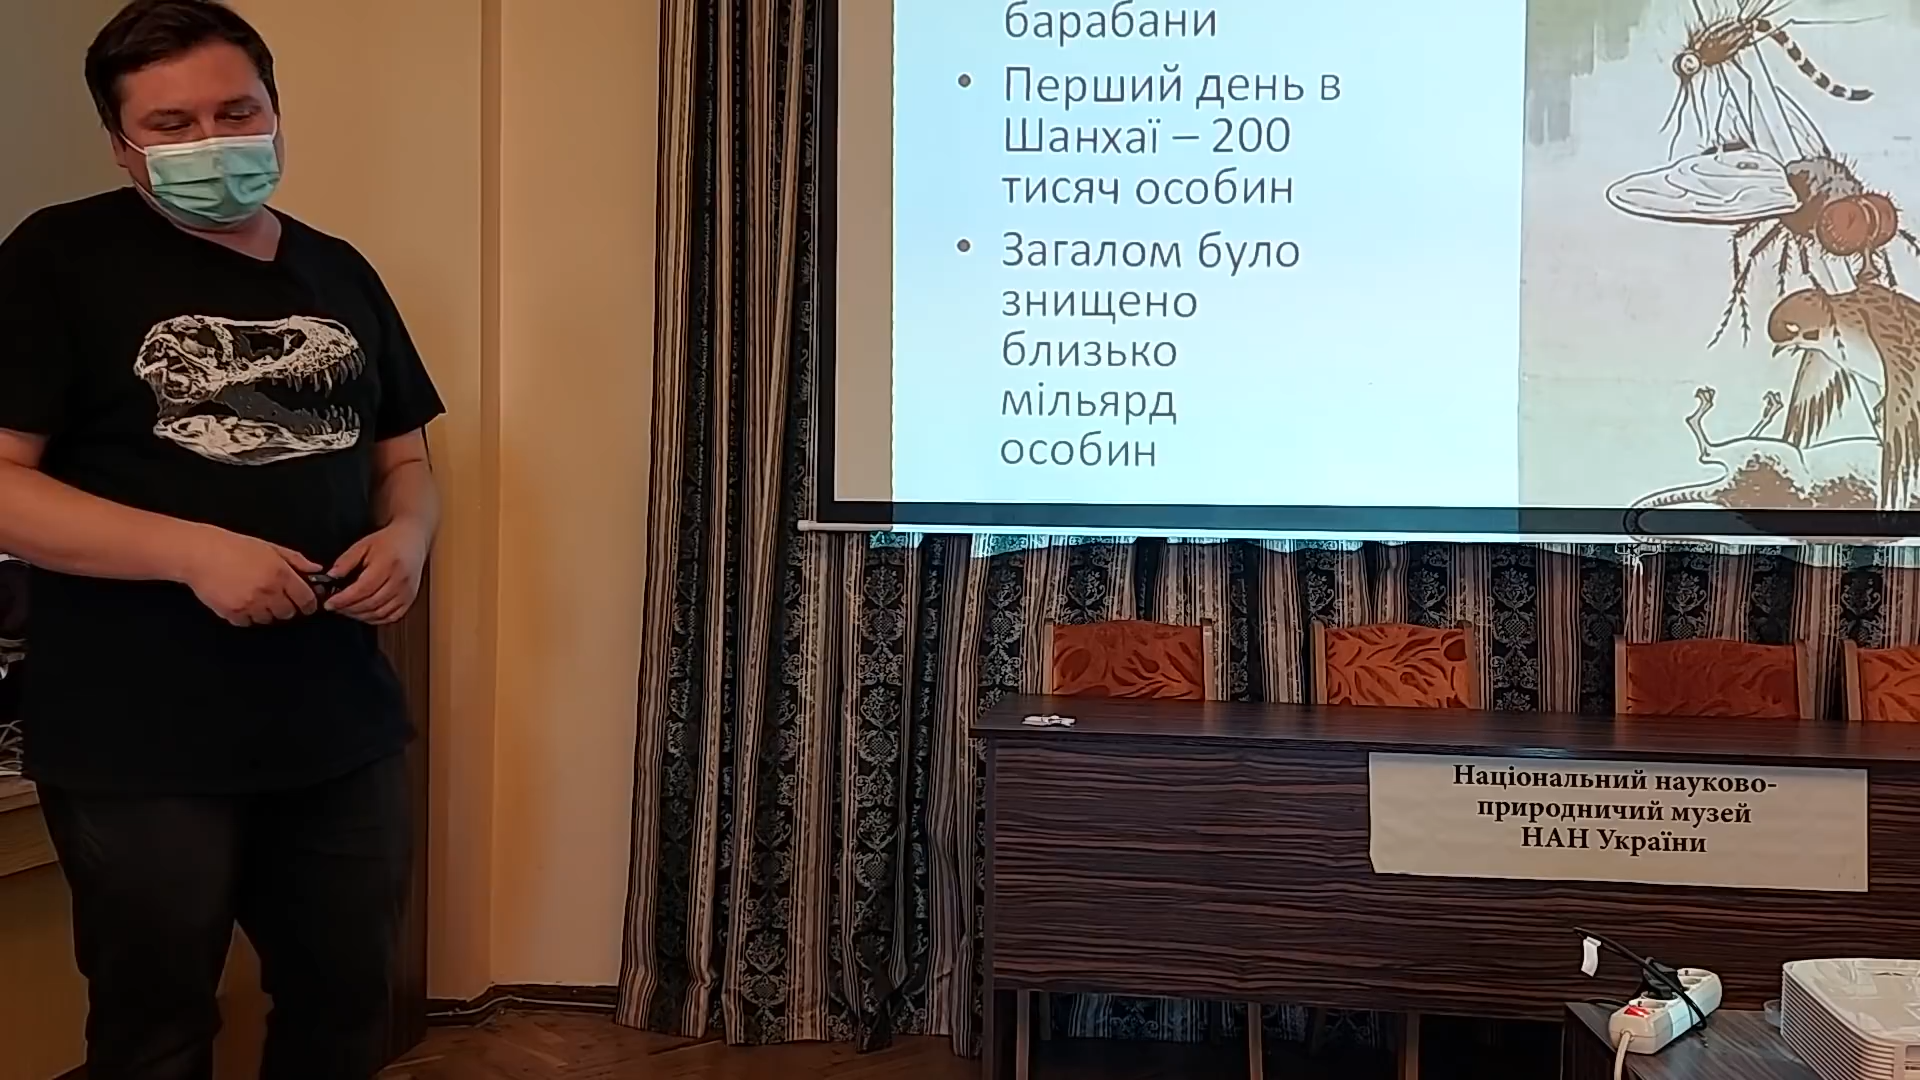 барабани
• Перший день в
Шанхаї – 200
тисяч особин
• Загалом було
знищено
близько
мільярд
особин
Національний науково-
природничий музей
НАН України